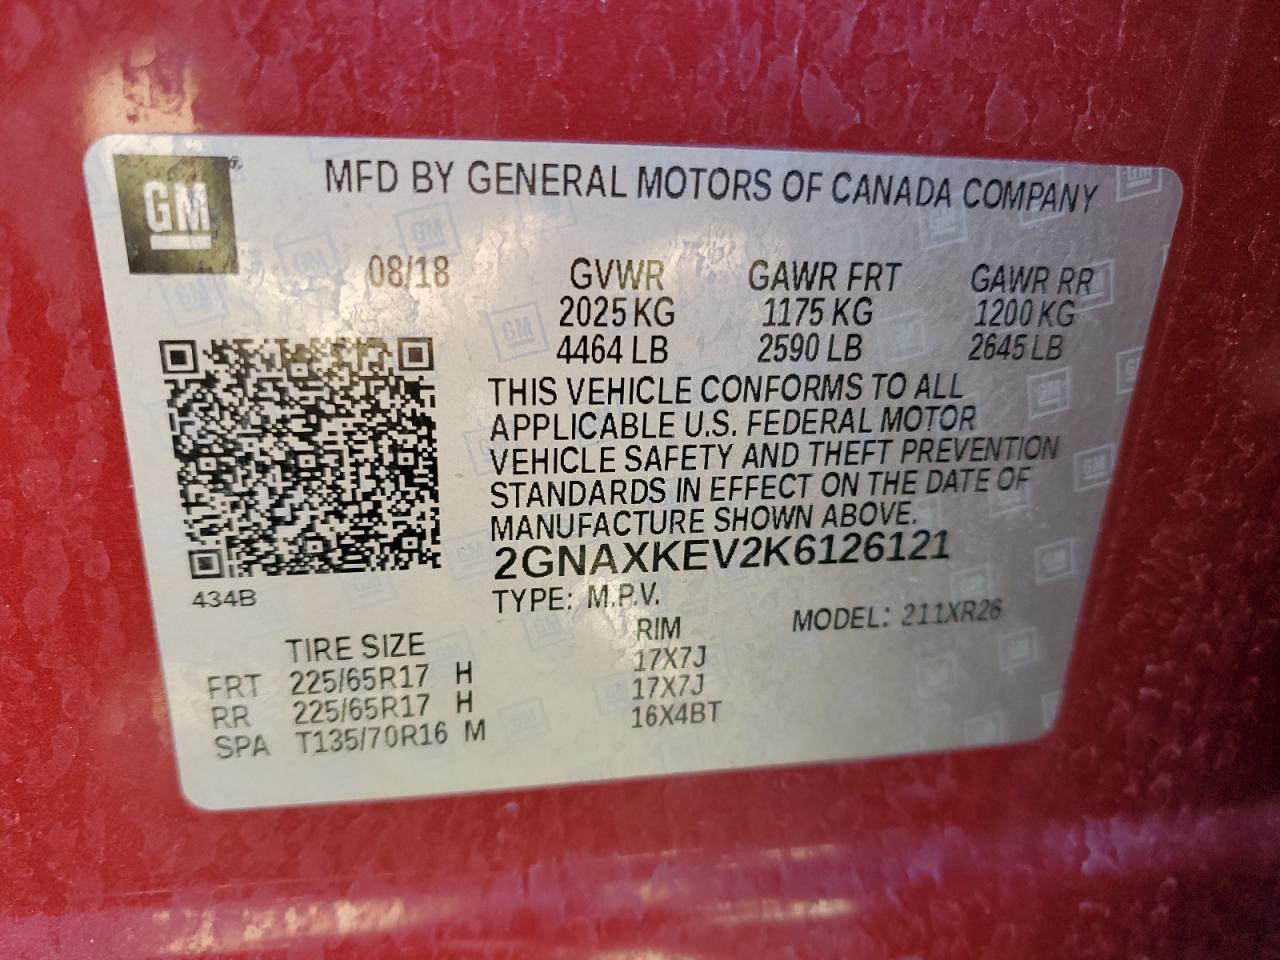 GM
MFD BY GENERAL MOTORS OF CANADA COMPANY
08/18 GVWR GAWR FRT GAWR RR
2025 KG 1175 KG 1200 KG
4464 LB 2590 LB 2645 LB
THIS VEHICLE CONFORMS TO ALL
APPLICABLE U.S. FEDERAL MOTOR
VEHICLE SAFETY AND THEFT PREVENTION
STANDARDS IN EFFECT ON THE DATE OF
MANUFACTURE SHOWN ABOVE.
2GNAXKEV2K6126121
434B
TYPE: M.P.V. MODEL: 211XR26
TIRE SIZE RIM
FRT 225/65R17 H 17X7J
RR 225/65R17 H 17X7J
SPA T135/70R16 M 16X4BT